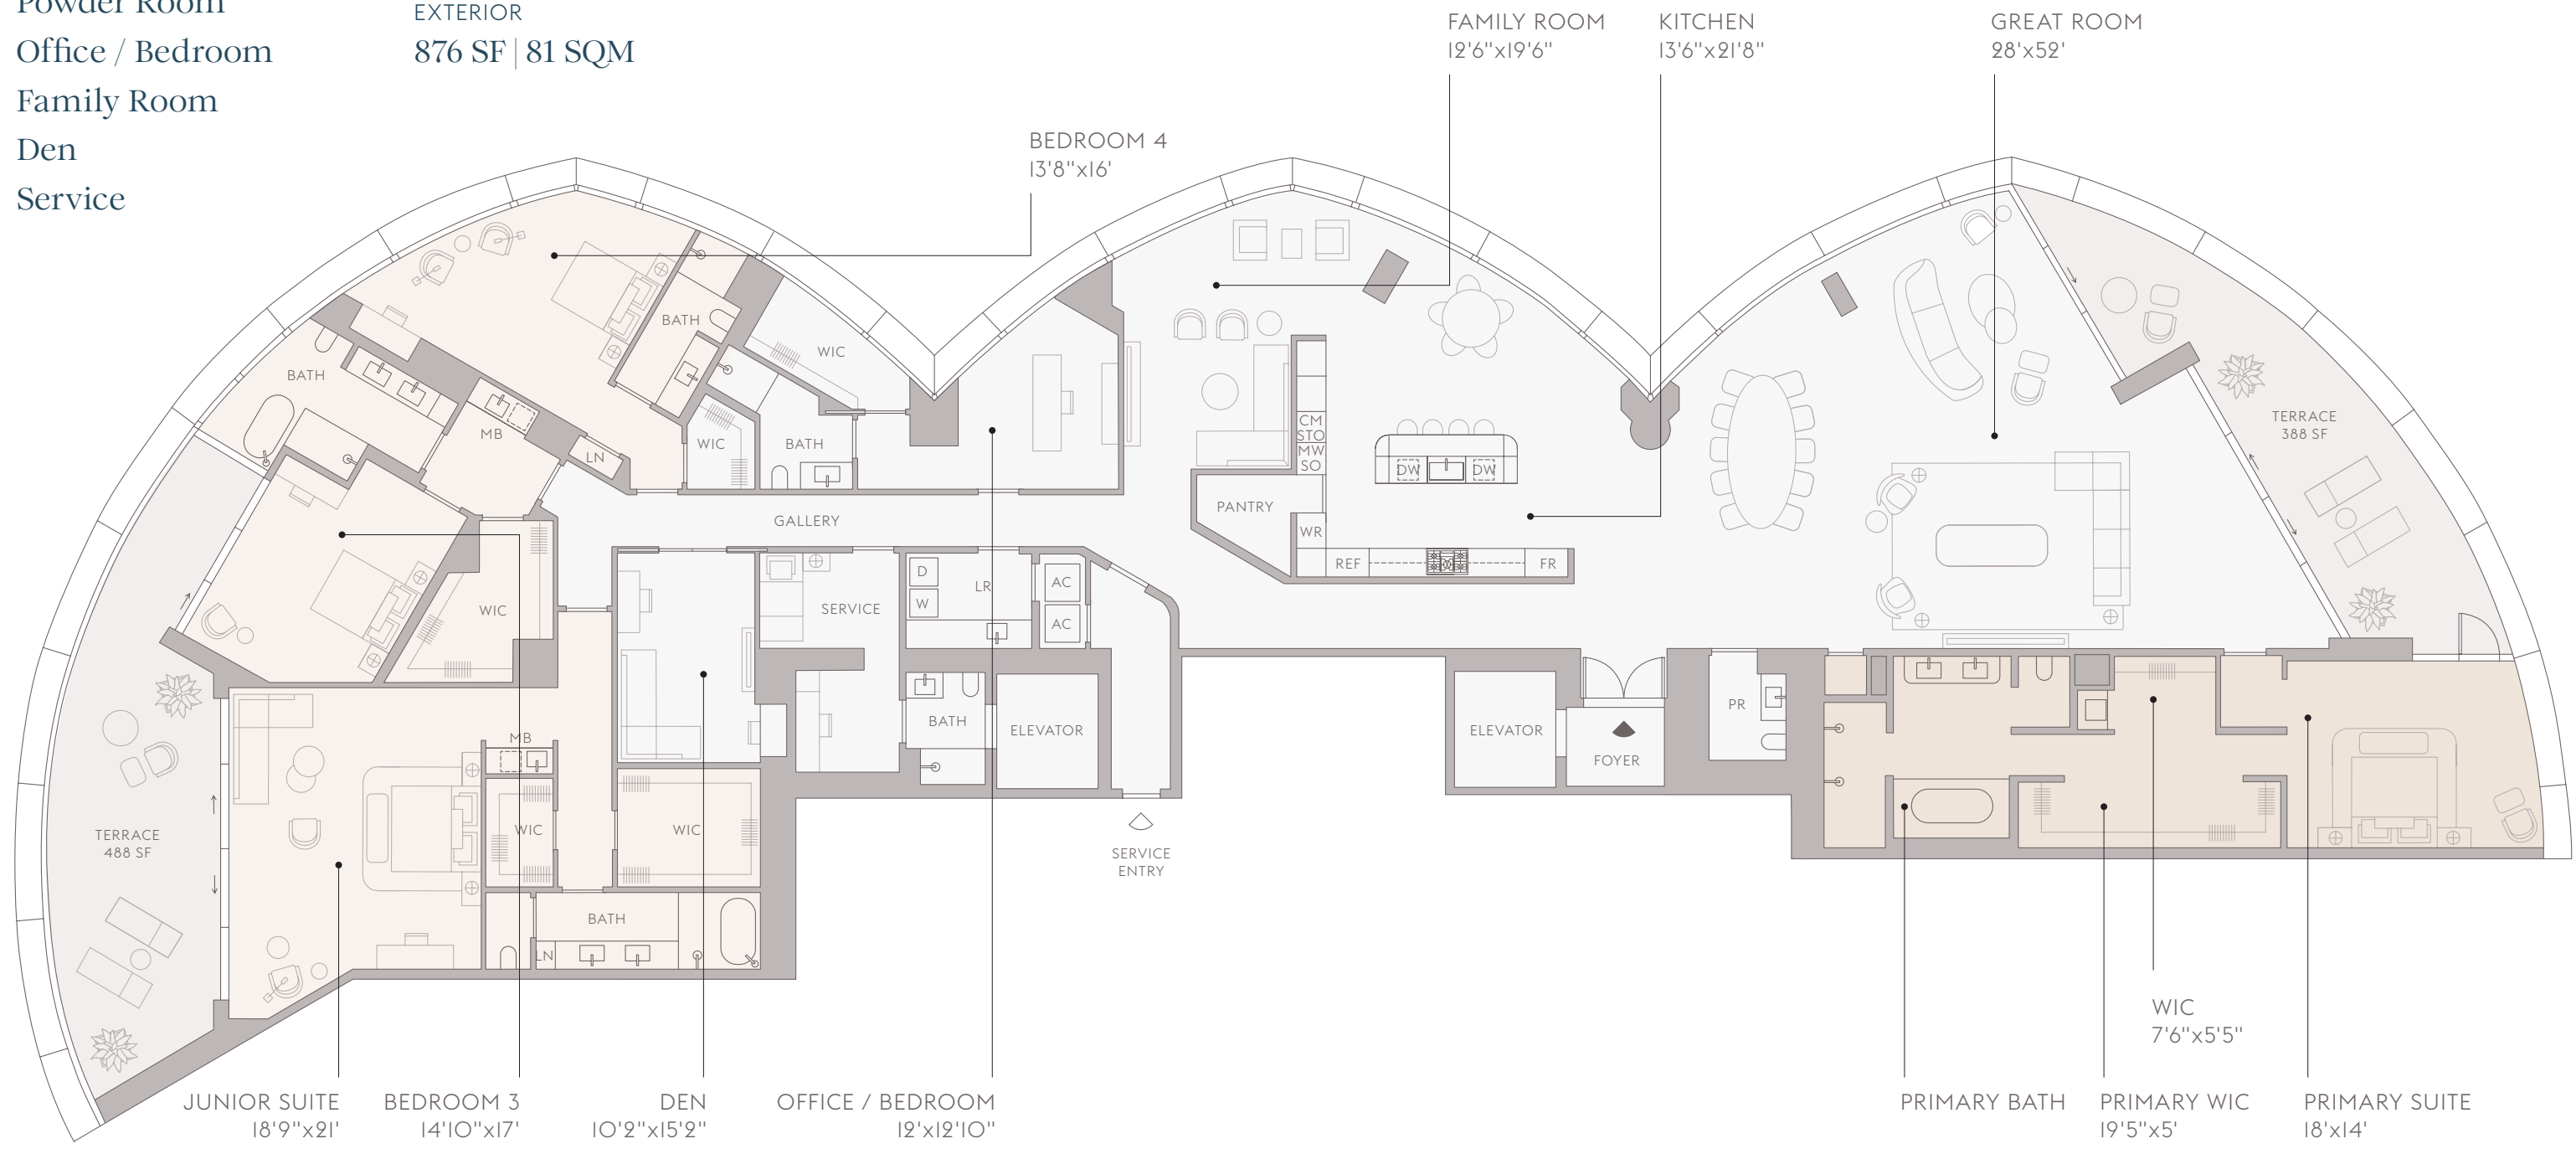 Powder Room
Office / Bedroom
Family Room
Den
Service
EXTERIOR
876 SF | 81 SQM
FAMILY ROOM
12'6"x19'6"
KITCHEN
13'6"x21'8"
GREAT ROOM
28'x52'
BEDROOM 4
13'8"x16'
BATH
WIC
BATH
MB
LN
WIC
BATH
GALLERY
CM
STO
MW
SO
DW
DW
PANTRY
WR
REF
FR
TERRACE
388 SF
WIC
SERVICE
D
W
LR
AC
AC
BATH
ELEVATOR
ELEVATOR
FOYER
PR
MB
WIC
WIC
TERRACE
488 SF
BATH
LN
SERVICE
ENTRY
WIC
7'6"x5'5"
JUNIOR SUITE
18'9"x21'
BEDROOM 3
14'10"x17'
DEN
10'2"x15'2"
OFFICE / BEDROOM
12'x12'10"
PRIMARY BATH
PRIMARY WIC
19'5"x5'
PRIMARY SUITE
18'x14'